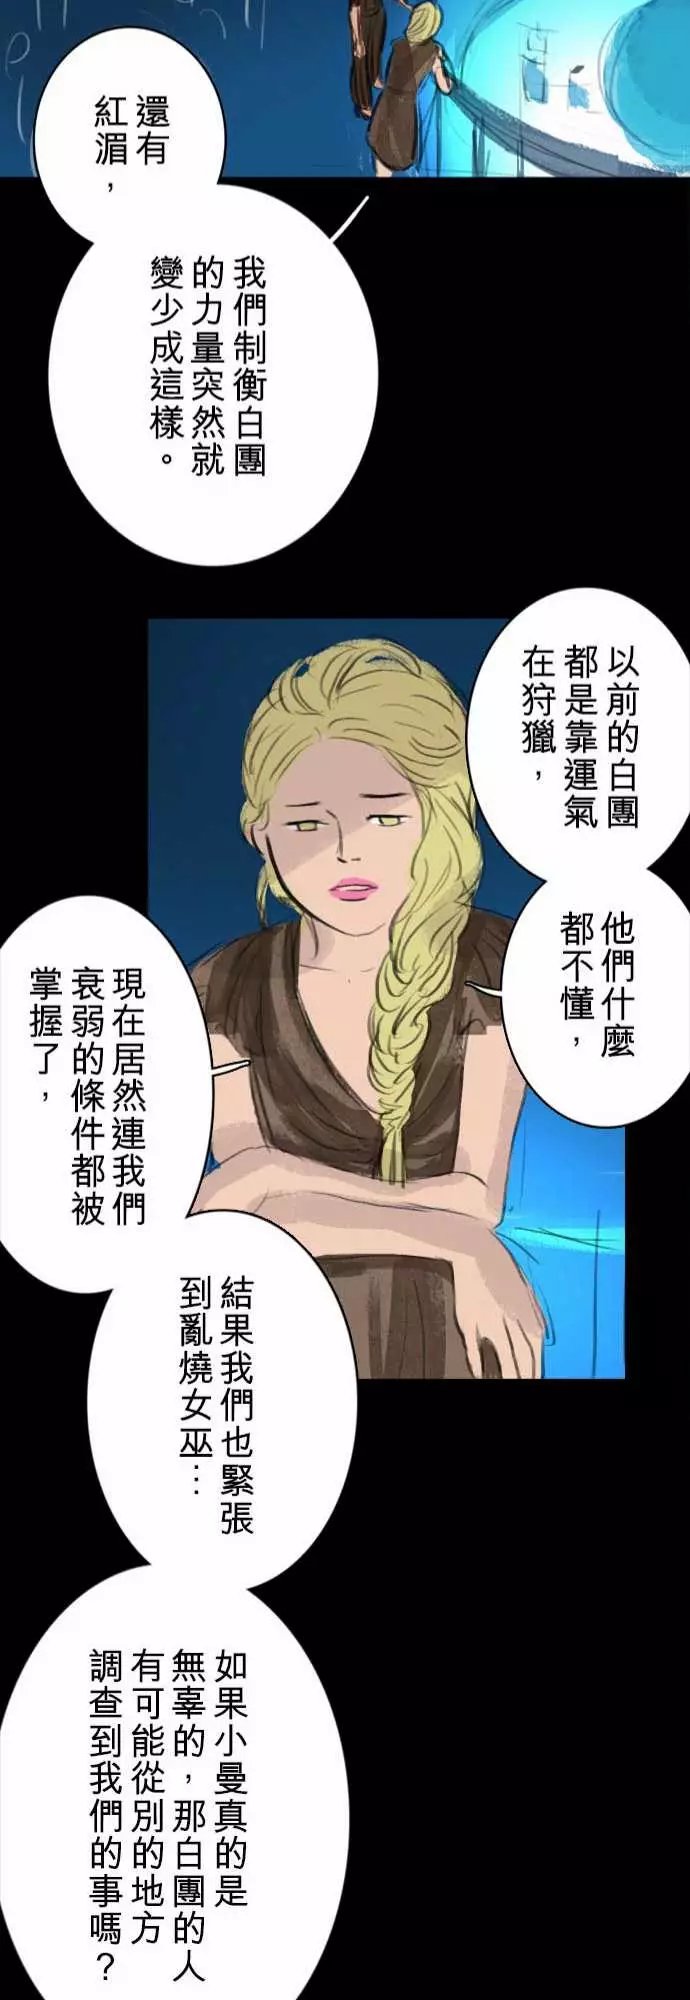 還有
紅湄，
我們制衡白團
的力量突然就
變少成這樣。
以前的白團
都是靠運氣
在狩獵，
他們什麼
都不懂，
現在居然連我們
衰弱的條件都被
掌握了，
結果我們也緊張
到亂燒女巫…
如果小曼真的是
無辜的，那白團的人
有可能從別的地方
調查到我們的事嗎？